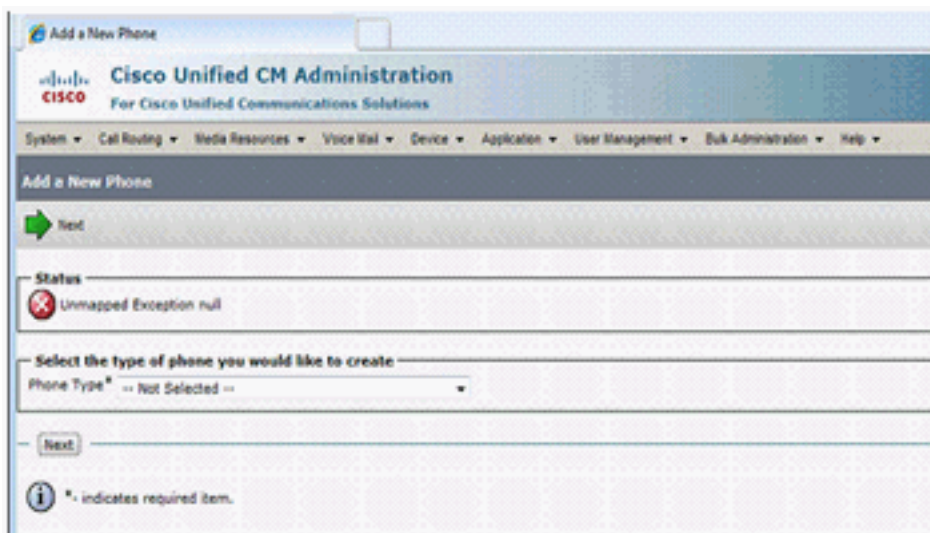 Add a New Phone
CISCO
Cisco Unified CM Administration
For Cisco Unified Communications Solutions
System Call Routing Media Resources Voice Mail Device Application User Management Bulk Administration Help
Add a New Phone
Next
Status
Unmapped Exception null
Select the type of phone you would like to create
Phone Type* -- Not Selected --
Next
*- indicates required item.